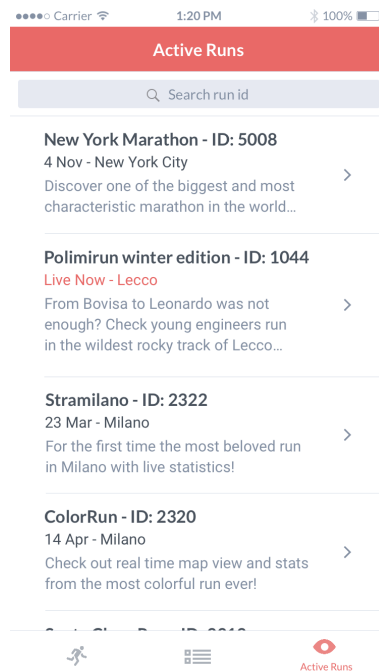 Carrier 1:20 PM 100%
Active Runs
Search run id
New York Marathon - ID: 5008
4 Nov - New York City
Discover one of the biggest and most
characteristic marathon in the world...
Polimirun winter edition - ID: 1044
Live Now - Lecco
From Bovisa to Leonardo was not
enough? Check young engineers run
in the wildest rocky track of Lecco...
Stramilano - ID: 2322
23 Mar - Milano
For the first time the most beloved run
in Milano with live statistics!
ColorRun - ID: 2320
14 Apr - Milano
Check out real time map view and stats
from the most colorful run ever!
Active Runs